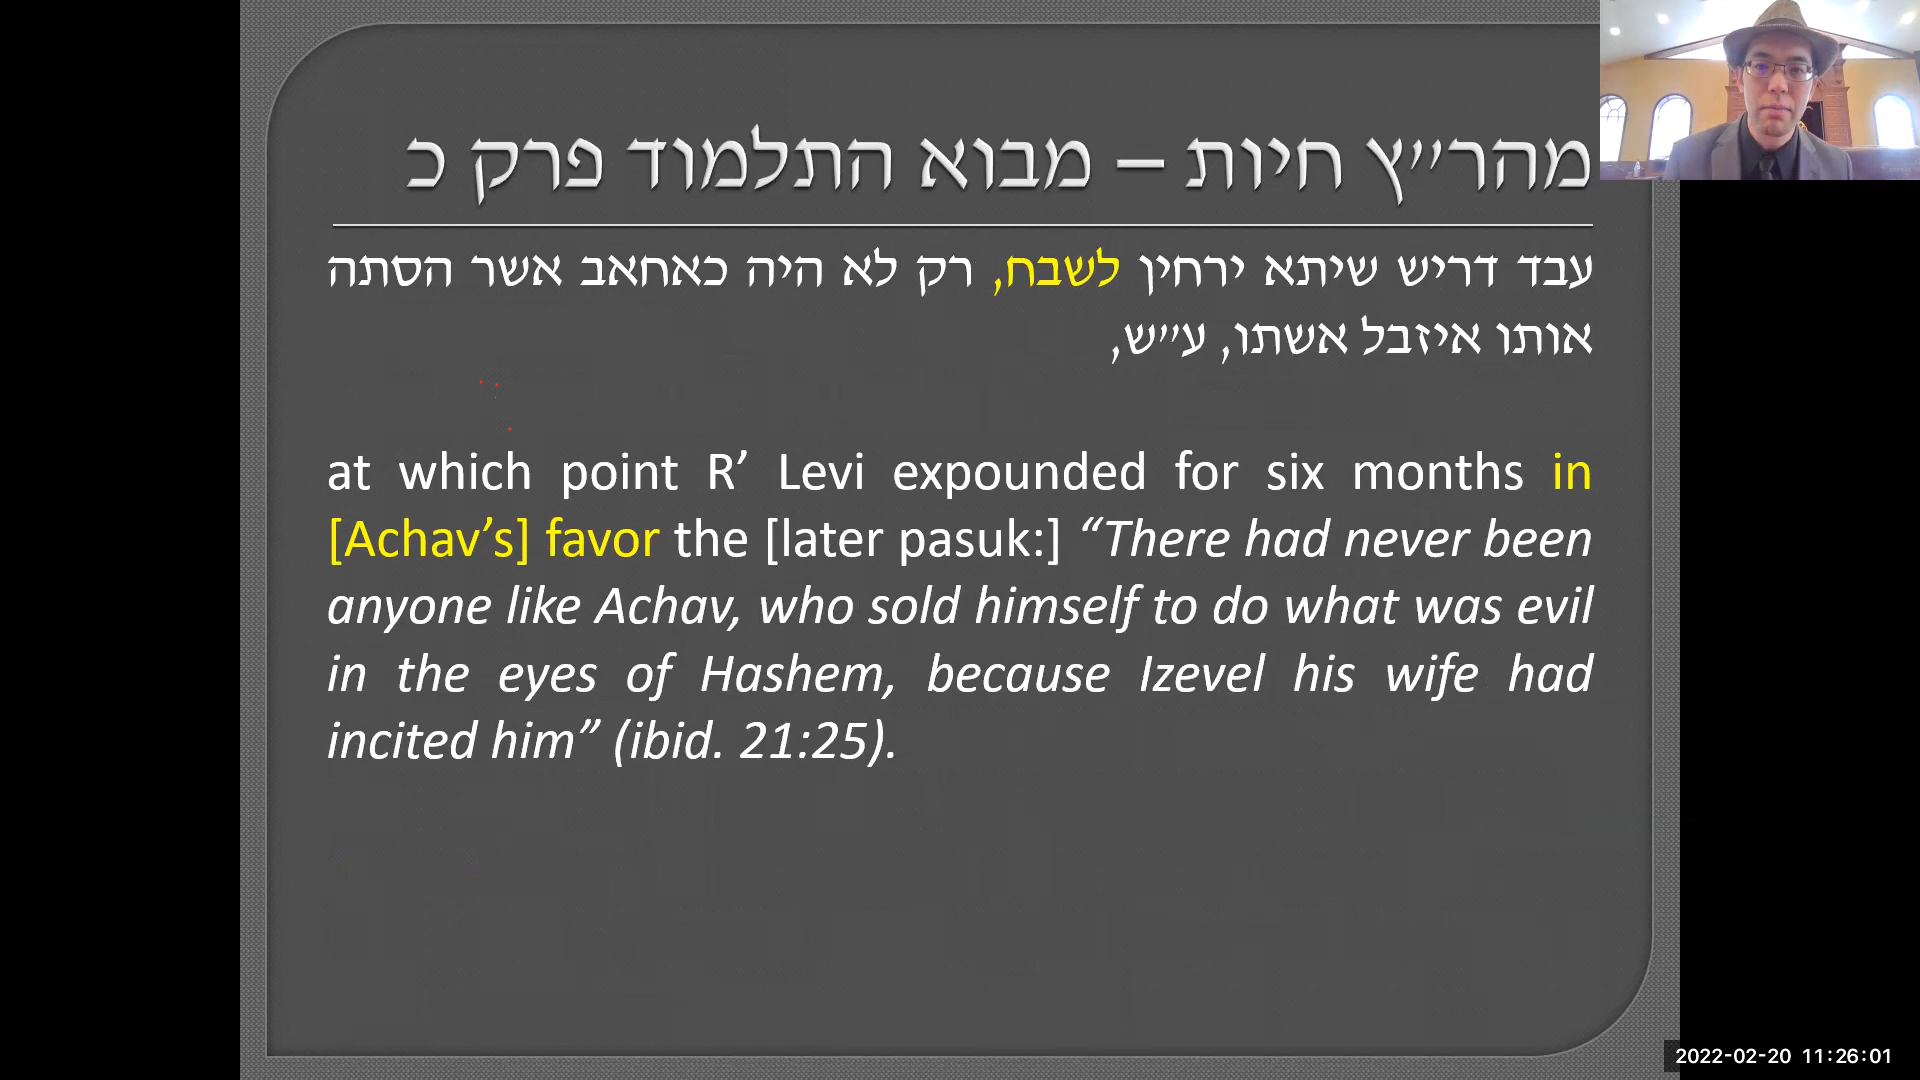 מהר״ץ חיות – מבוא התלמוד פרק כ
עבד דריש שיתא ירחין לשבח, רק לא היה כאחאב אשר הסתה
אותו איזבל אשתו, ע״ש,
at which point R’ Levi expounded for six months in
[Achav’s] favor the [later pasuk:] “There had never been
anyone like Achav, who sold himself to do what was evil
in the eyes of Hashem, because Izevel his wife had
incited him” (ibid. 21:25).
2022-02-20 11:26:01